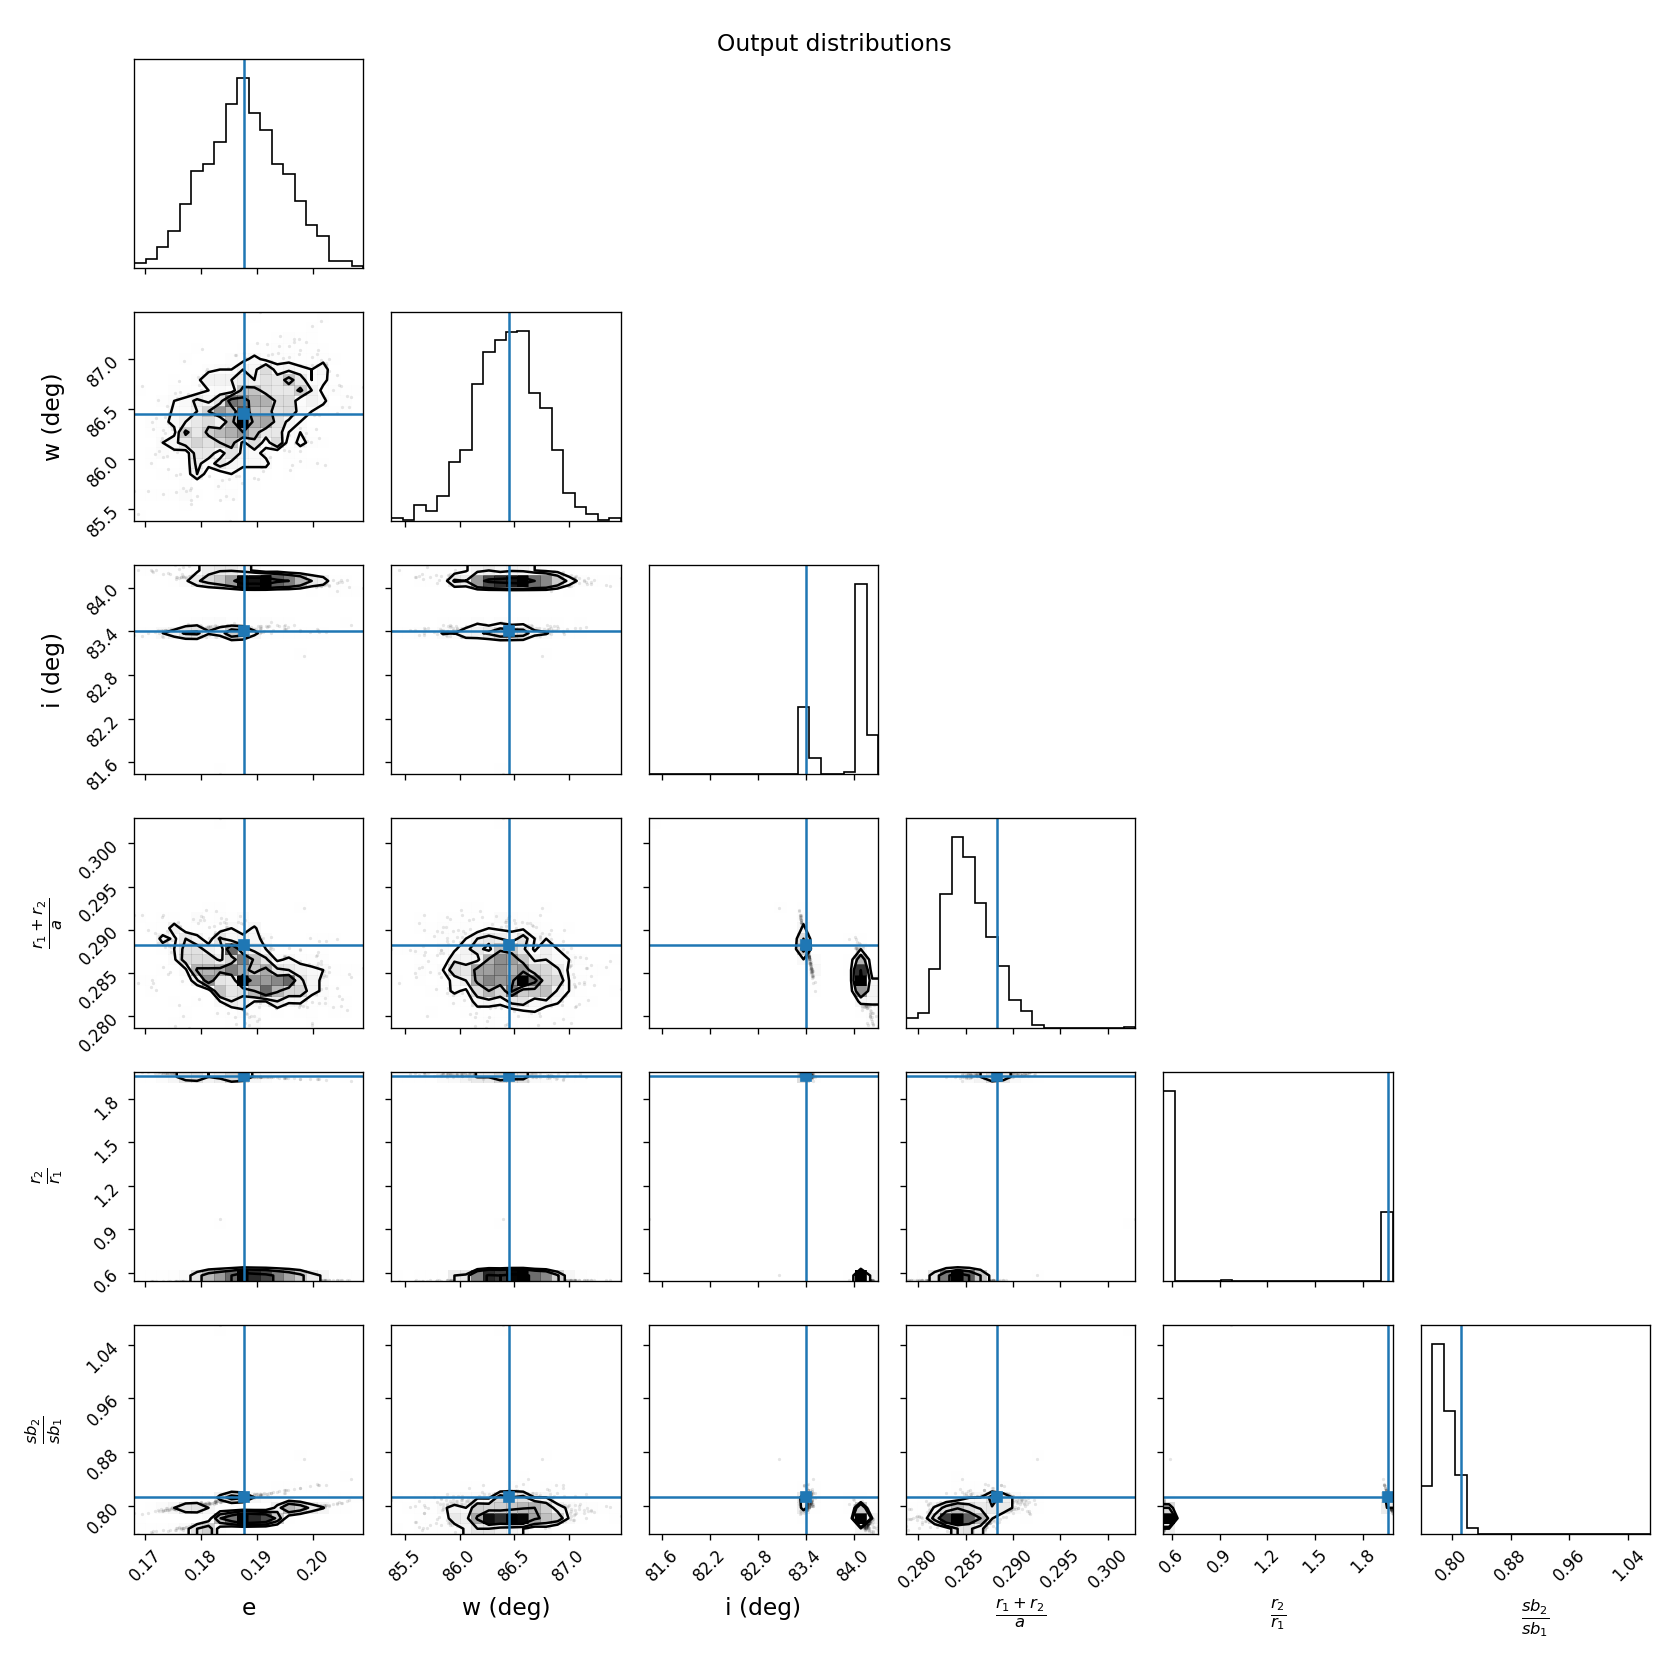 Output distributions
w (deg)
87.0
86.5
86.0
85.5
i (deg)
84.0
83.4
82.8
82.2
81.6
r₁ + r₂ / a
0.300
0.295
0.290
0.285
0.280
r₂ / r₁
1.8
1.5
1.2
0.9
0.6
sb₂ / sb₁
1.04
0.96
0.88
0.80
0.17 0.18 0.19 0.20 85.5 86.0 86.5 87.0 81.6 82.2 82.8 83.4 84.0 0.280 0.285 0.290 0.295 0.300 0.6 0.9 1.2 1.5 1.8 0.80 0.88 0.96 1.04
e w (deg) i (deg) r₁ + r₂ / a r₂ / r₁ sb₂ / sb₁